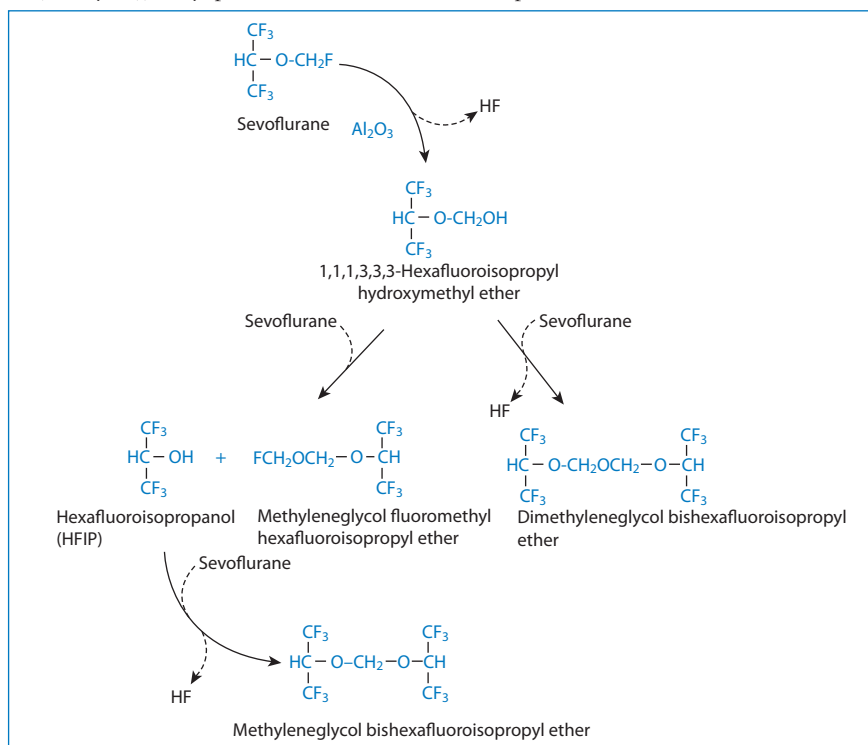 CF₃
HC – O-CH₂F
CF₃
Sevoflurane
Al₂O₃
HF
CF₃
HC – O-CH₂OH
CF₃
1,1,1,3,3,3-Hexafluoroisopropyl
hydroxymethyl ether
Sevoflurane
Sevoflurane
HF
CF₃
HC – OH
CF₃
+
CF₃
FCH₂OCH₂ – O – CH
CF₃
CF₃ CF₃
HC – O-CH₂OCH₂ – O – CH
CF₃ CF₃
Hexafluoroisopropanol
(HFIP)
Methyleneglycol fluoromethyl
hexafluoroisopropyl ether
Dimethyleneglycol bishexafluoroisopropyl
ether
Sevoflurane
HF
CF₃ CF₃
HC – O–CH₂–O–CH
CF₃ CF₃
Methyleneglycol bishexafluoroisopropyl ether